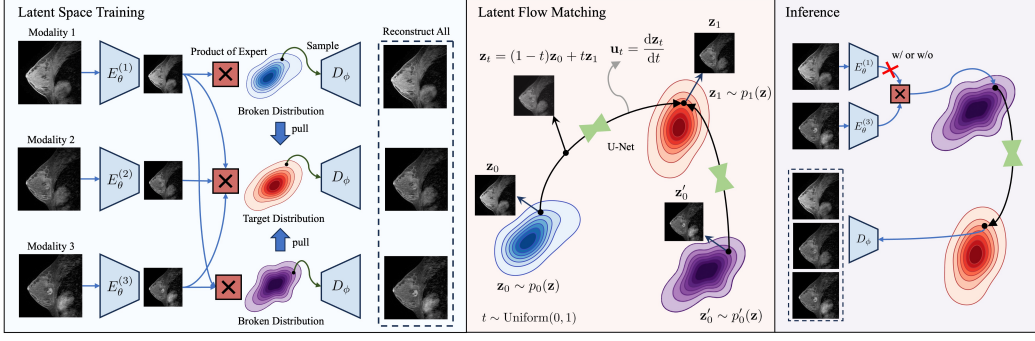 Latent Space Training
Modality 1
E_θ^(1)
Product of Expert
Sample
D_ϕ
Reconstruct All
Broken Distribution
pull
Modality 2
E_θ^(2)
D_ϕ
Target Distribution
pull
Modality 3
E_θ^(3)
D_ϕ
Broken Distribution
Latent Flow Matching
z_t = (1 − t)z_0 + tz_1
u_t = dz_t/dt
z_1
z_1 ∼ p_1(z)
U-Net
z_0
z_0 ∼ p_0(z)
z′_0
z′_0 ∼ p′_0(z)
t ∼ Uniform(0, 1)
Inference
E_θ^(1)
w/ or w/o
E_θ^(3)
D_ϕ